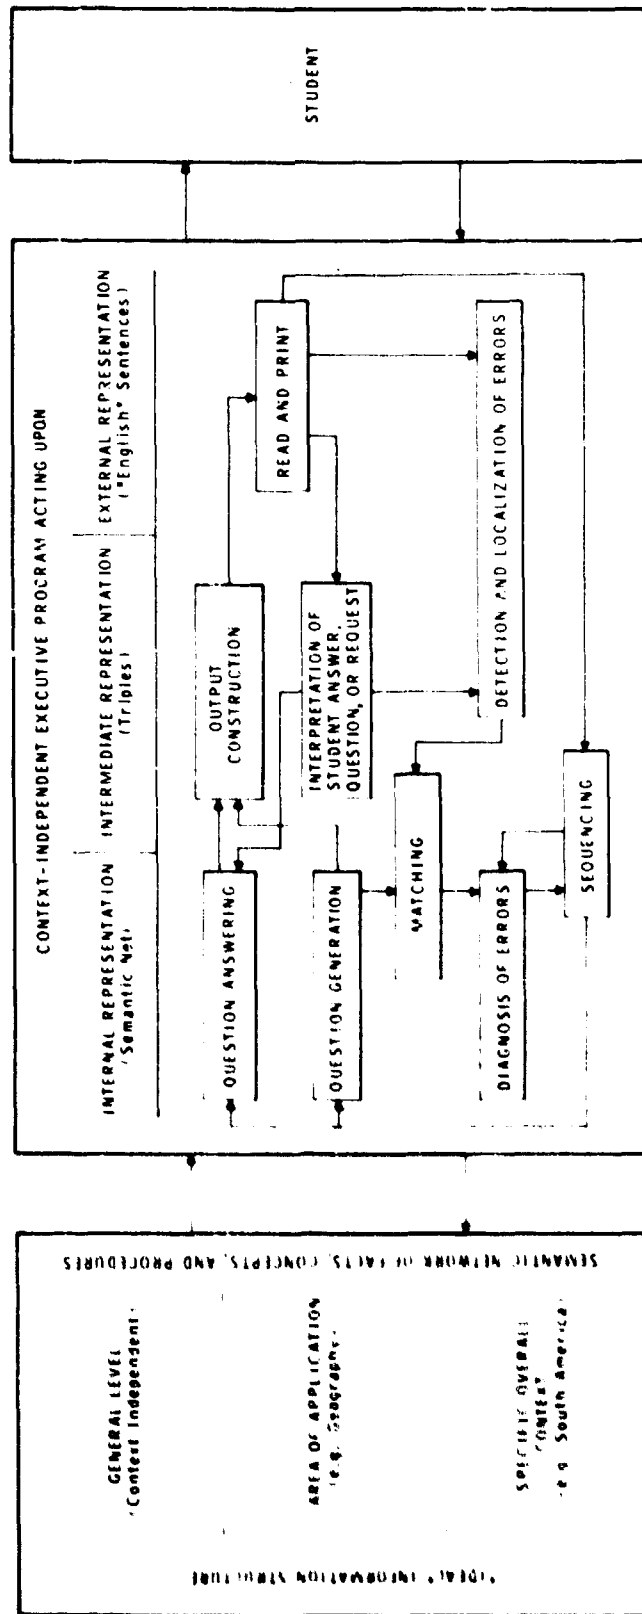 "IDEAL" INFORMATION STRUCTURE
GENERAL LEVEL
(Context Independent)
AREA OF APPLICATION
(e.g. Geography)
SPECIFIC OVERALL
CONTEXT
(e.g. South America)
SEMANTIC NETWORK OF FACTS, CONCEPTS, AND PROCEDURES
CONTEXT-INDEPENDENT EXECUTIVE PROGRAM ACTING UPON
INTERNAL REPRESENTATION
(Semantic Net)
INTERMEDIATE REPRESENTATION
(Triples)
EXTERNAL REPRESENTATION
("English" Sentences)
QUESTION ANSWERING
OUTPUT
CONSTRUCTION
READ AND PRINT
QUESTION GENERATION
INTERPRETATION OF
STUDENT ANSWER,
QUESTION, OR REQUEST
MATCHING
DIAGNOSIS OF ERRORS
DETECTION AND LOCALIZATION OF ERRORS
SEQUENCING
STUDENT